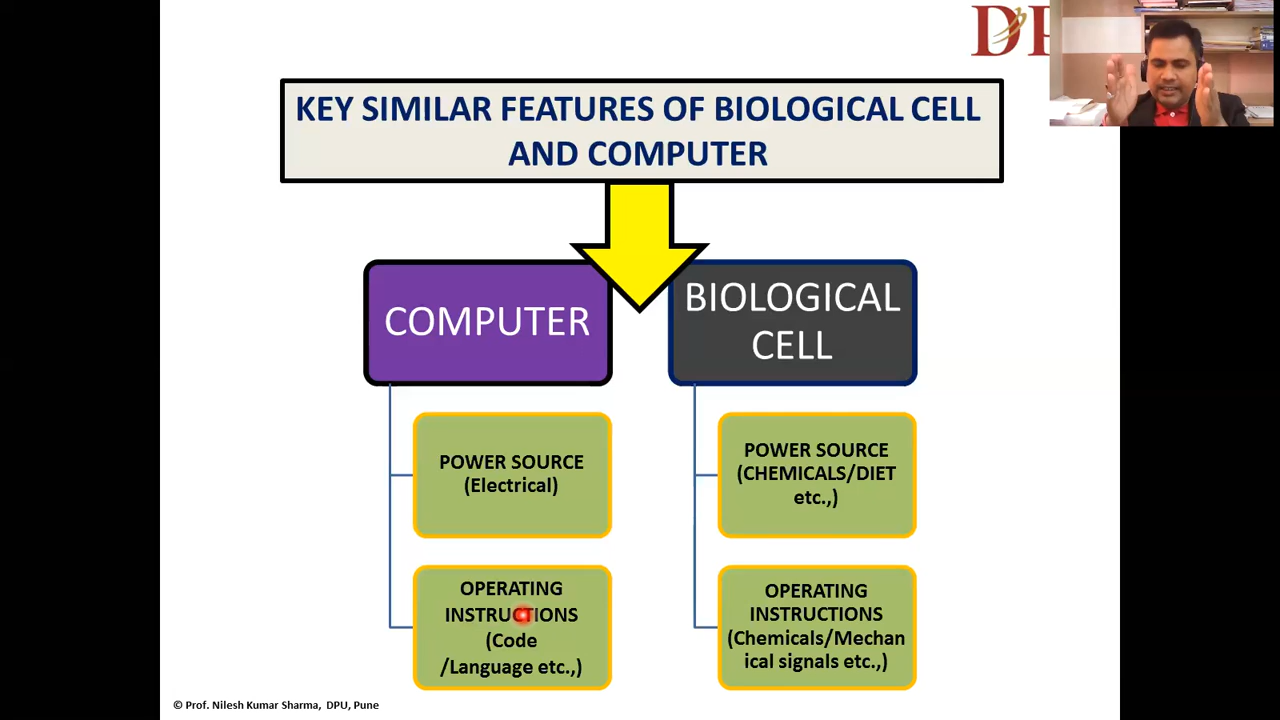 KEY SIMILAR FEATURES OF BIOLOGICAL CELL
AND COMPUTER
COMPUTER
BIOLOGICAL
CELL
POWER SOURCE
(Electrical)
POWER SOURCE
(CHEMICALS/DIET
etc.,)
OPERATING
INSTRUCTIONS
(Code
/Language etc.,)
OPERATING
INSTRUCTIONS
(Chemicals/Mechan
ical signals etc.,)
© Prof. Nilesh Kumar Sharma, DPU, Pune